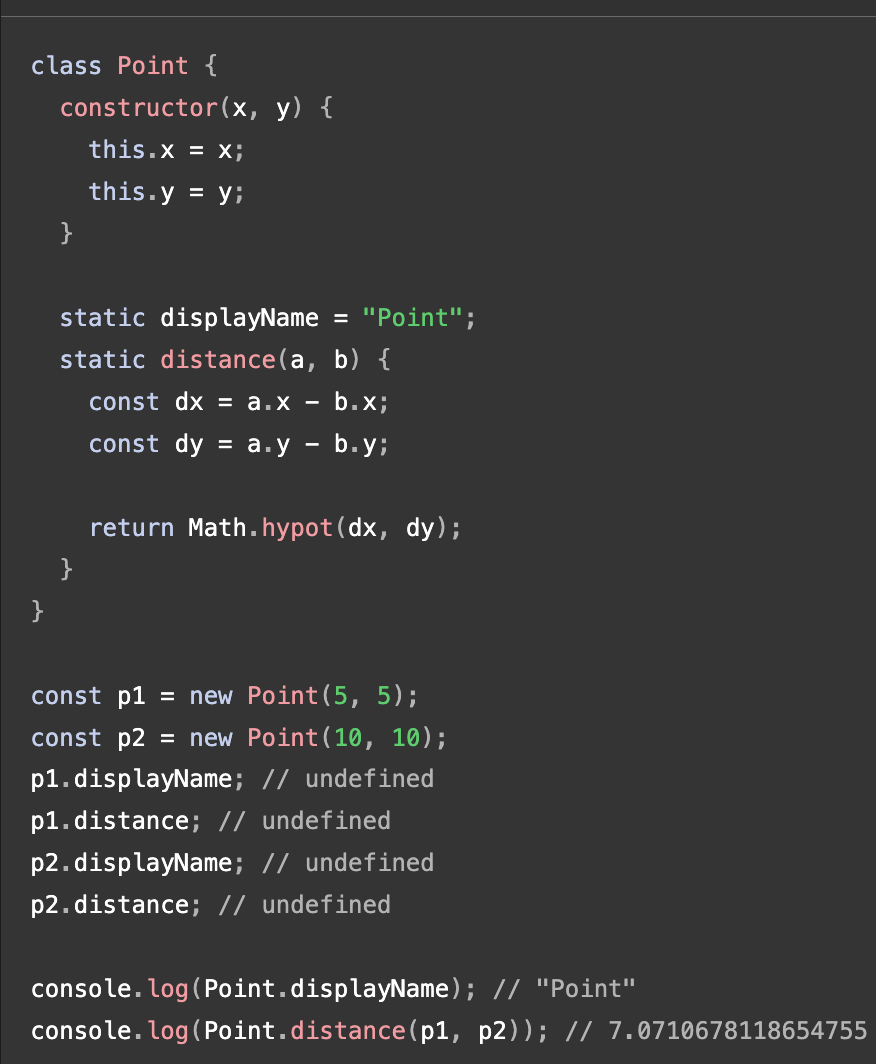 class Point {
  constructor(x, y) {
    this.x = x;
    this.y = y;
  }

  static displayName = "Point";
  static distance(a, b) {
    const dx = a.x - b.x;
    const dy = a.y - b.y;

    return Math.hypot(dx, dy);
  }
}

const p1 = new Point(5, 5);
const p2 = new Point(10, 10);
p1.displayName; // undefined
p1.distance; // undefined
p2.displayName; // undefined
p2.distance; // undefined

console.log(Point.displayName); // "Point"
console.log(Point.distance(p1, p2)); // 7.0710678118654755